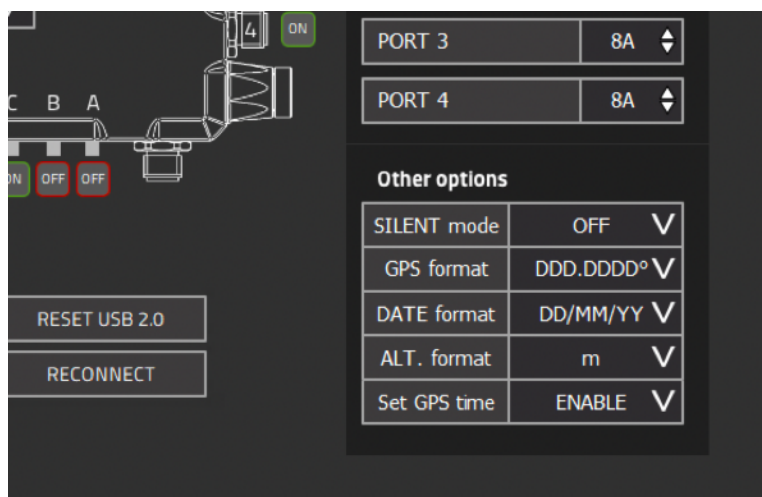 4 ON
PORT 3 8A
PORT 4 8A
C B A
ON OFF OFF
Other options
SILENT mode OFF
GPS format DDD.DDDD°
DATE format DD/MM/YY
ALT. format m
Set GPS time ENABLE
RESET USB 2.0
RECONNECT